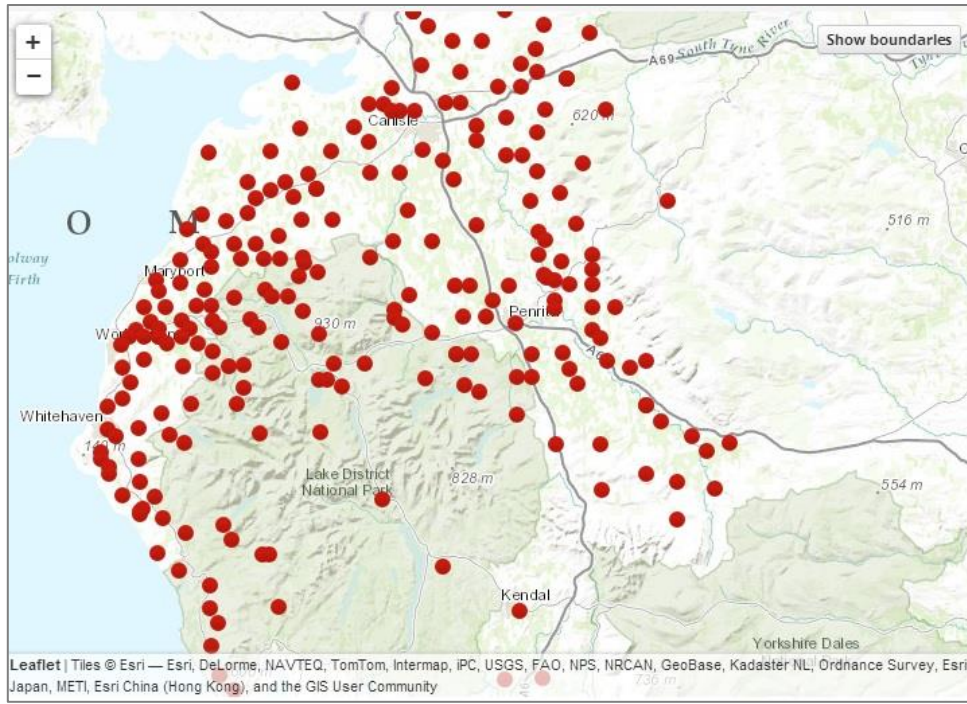 +
−
Show boundaries
A69
South Tyne River
Carlisle
620 m
O M
516 m
olway
Firth
Maryport
930 m
Penrith
Whitehaven
Lake District
National Park
828 m
554 m
Kendal
Yorkshire Dales
Leaflet | Tiles © Esri — Esri, DeLorme, NAVTEQ, TomTom, Intermap, iPC, USGS, FAO, NPS, NRCAN, GeoBase, Kadaster NL, Ordnance Survey, Esri
Japan, METI, Esri China (Hong Kong), and the GIS User Community
736 m